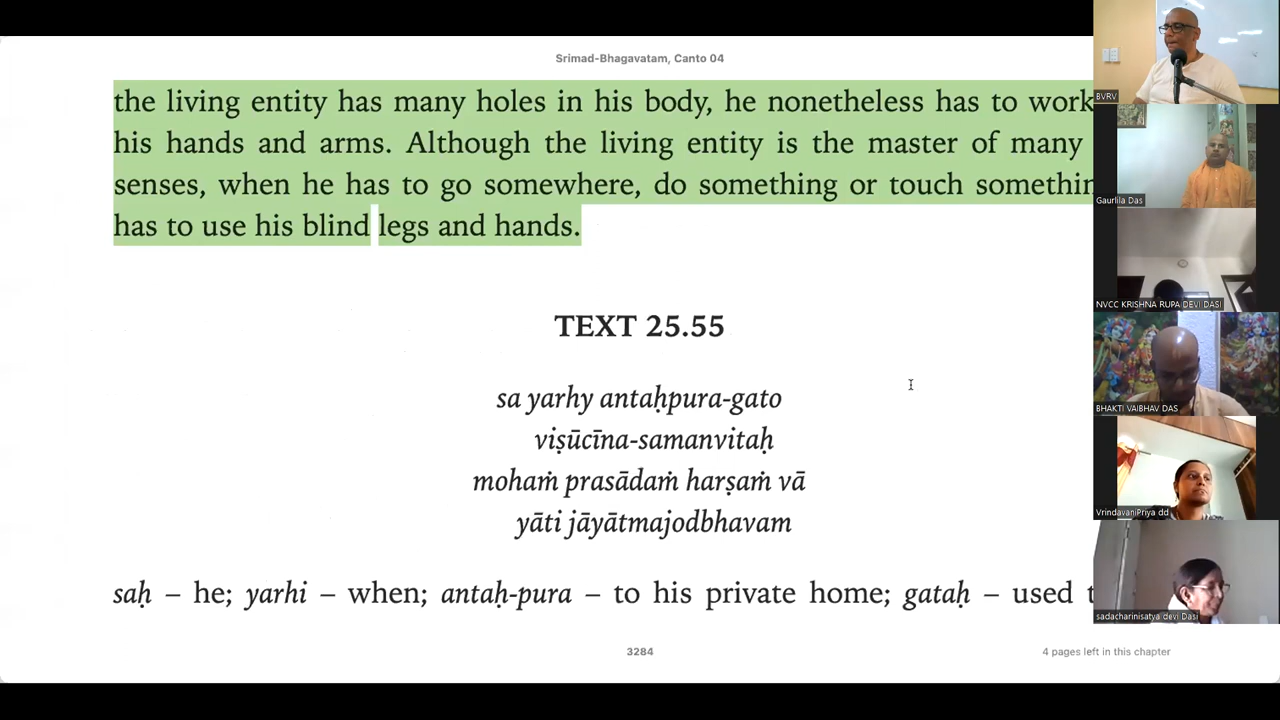 Srimad-Bhagavatam, Canto 04
the living entity has many holes in his body, he nonetheless has to work
his hands and arms. Although the living entity is the master of many
senses, when he has to go somewhere, do something or touch somethin
has to use his blind legs and hands.
TEXT 25.55
sa yarhy antaḥpura-gato
viṣūcīna-samanvitaḥ
mohaṁ prasādaṁ harṣaṁ vā
yāti jāyātmajodbhavam
saḥ – he; yarhi – when; antaḥ-pura – to his private home; gataḥ – used
3284
4 pages left in this chapter
BVRV
Gaurlila Das
NVCC KRISHNA RUPA DEVI DASI
BHAKTI VAIBHAV DAS
VrindavaniPriya dd
sadacharinisatya devi Dasi